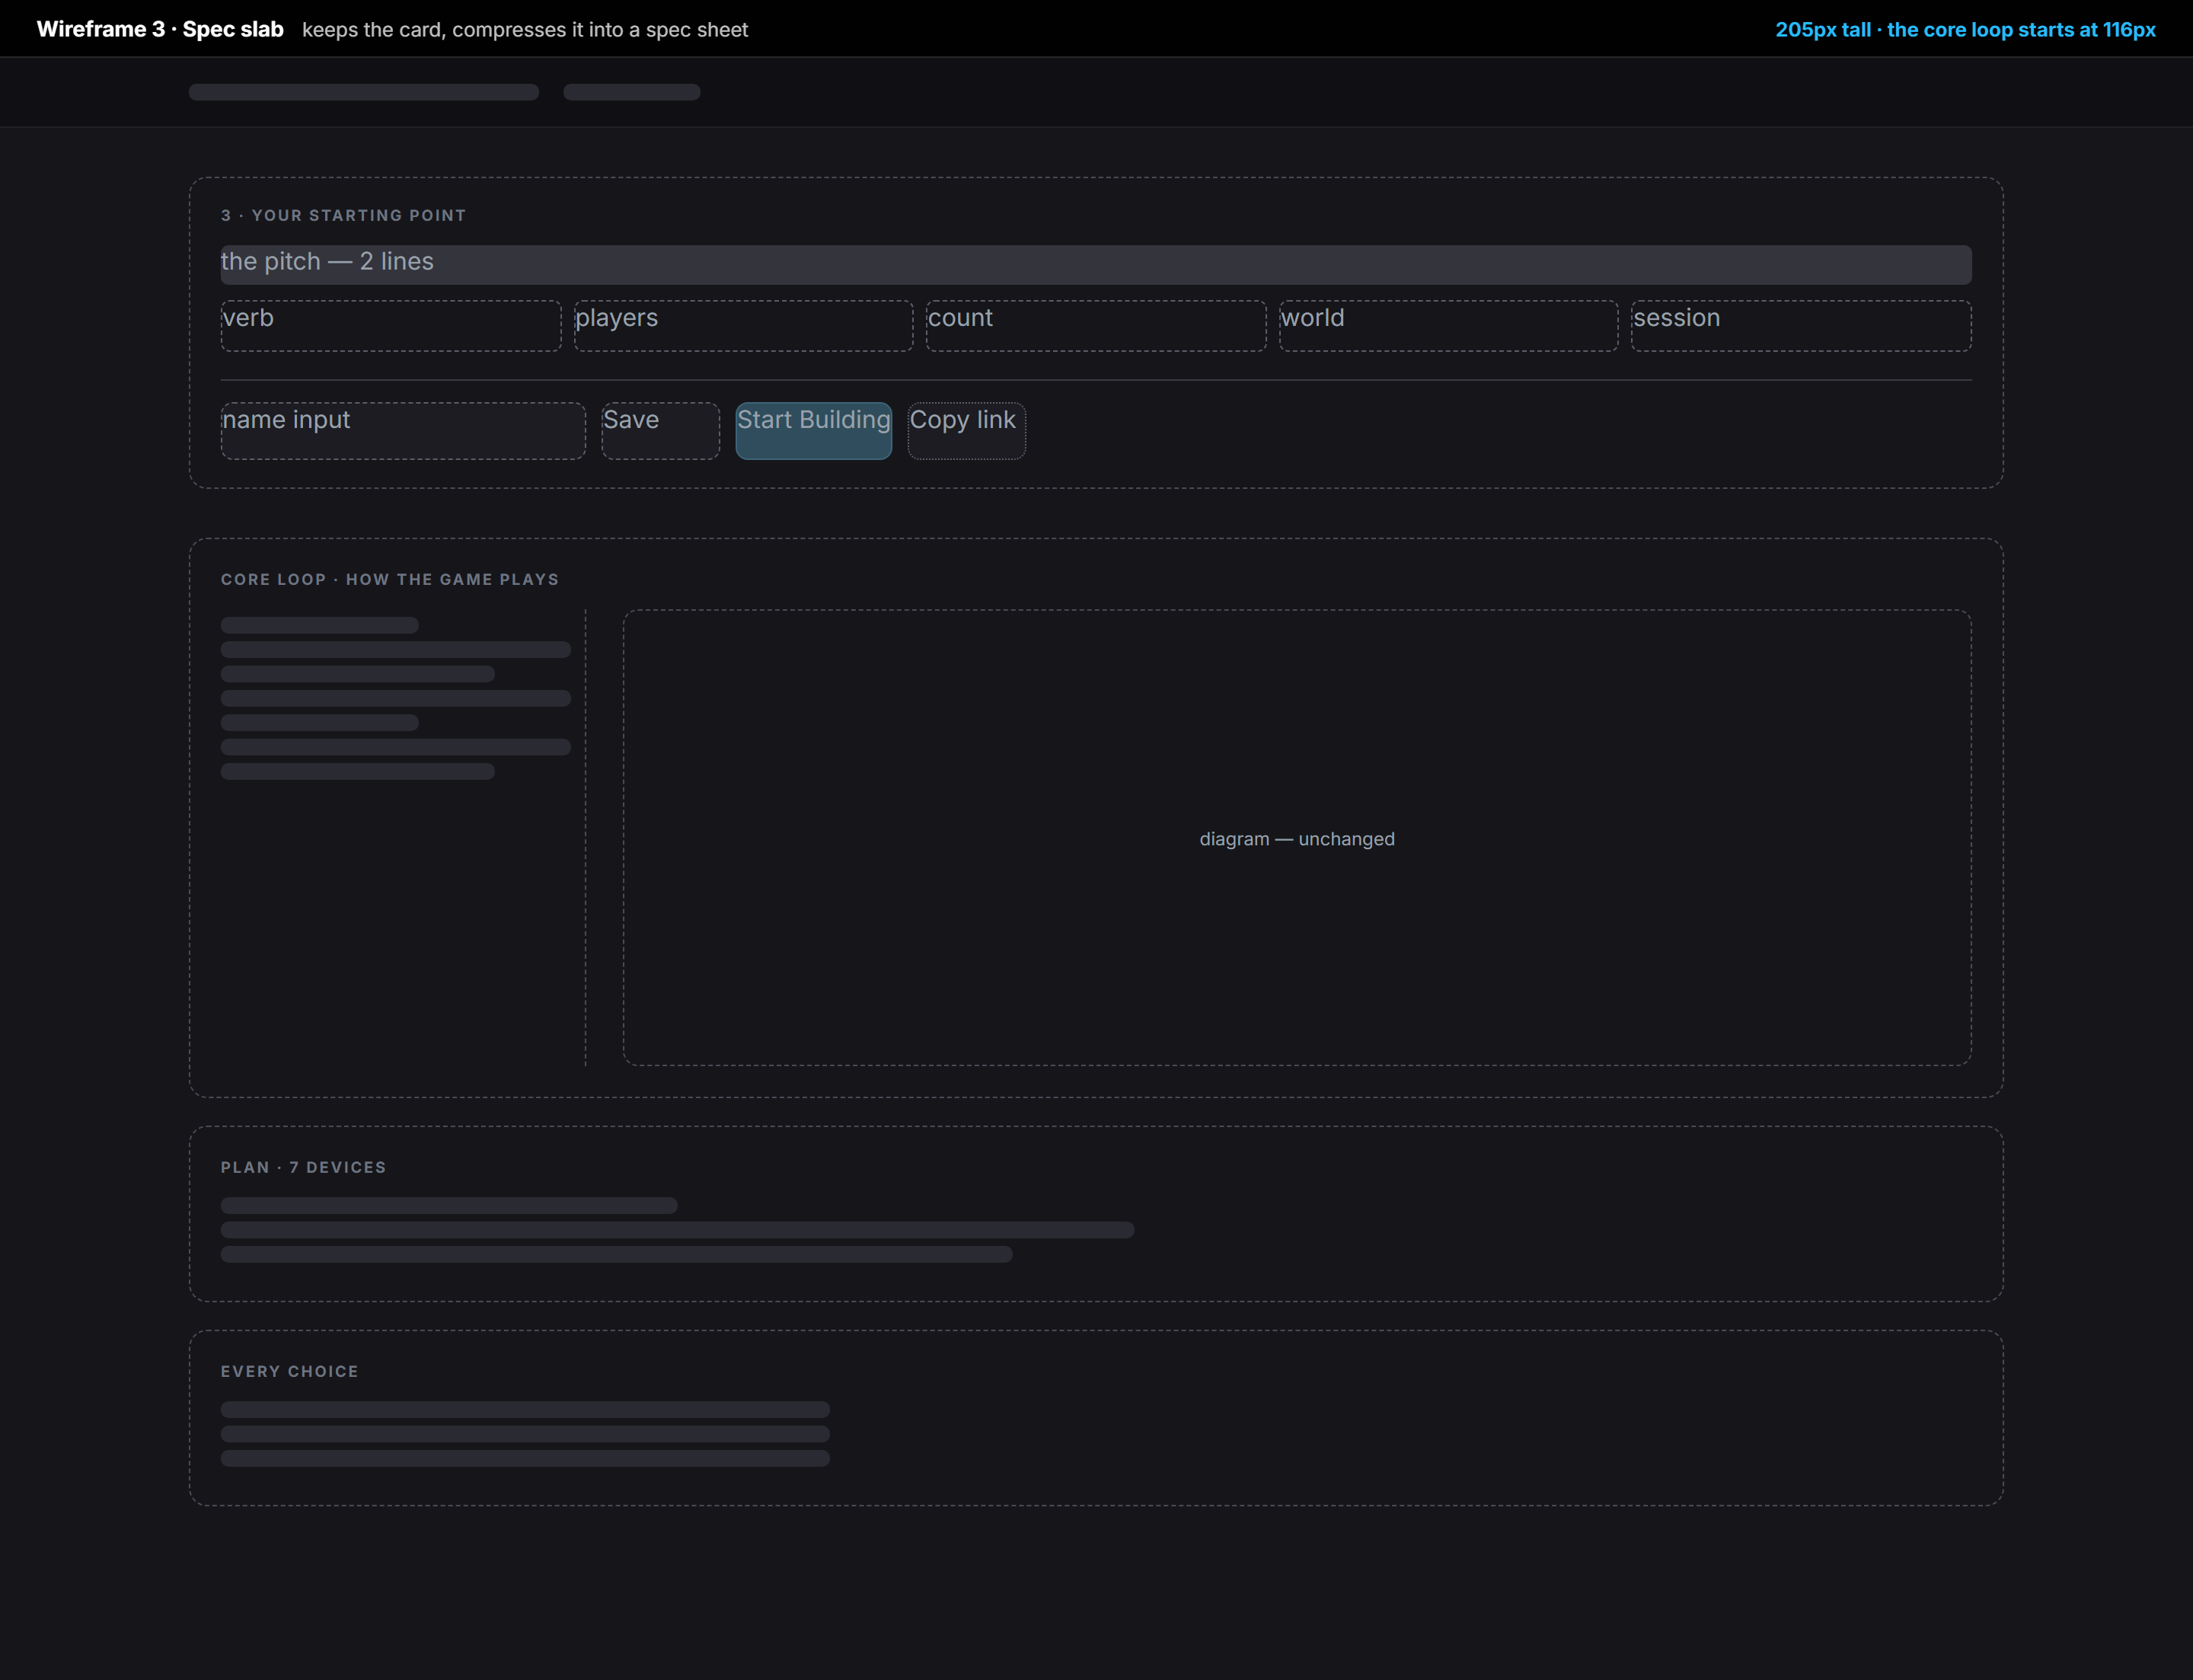 Wireframe 3 · Spec slab keeps the card, compresses it into a spec sheet 205px tall · the core loop starts at 116px
3 · YOUR STARTING POINT
the pitch — 2 lines
verb players count world session
name input Save Start Building Copy link
CORE LOOP · HOW THE GAME PLAYS
diagram — unchanged
PLAN · 7 DEVICES
EVERY CHOICE